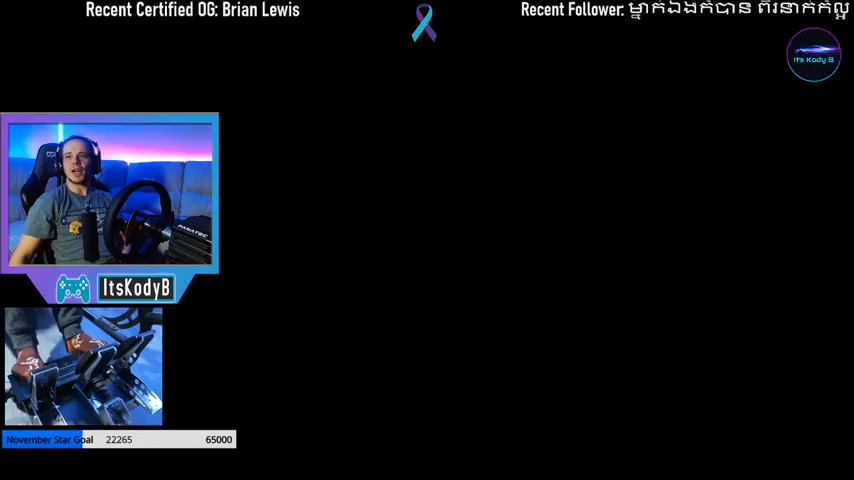 Recent Certified OG: Brian Lewis
Recent Follower: ម្នាក់ឯងក៏បាន ពីរនាក់ក៏ល្អ
Its Kody B
FANATEC
ItsKodyB
November Star Goal 22265 65000